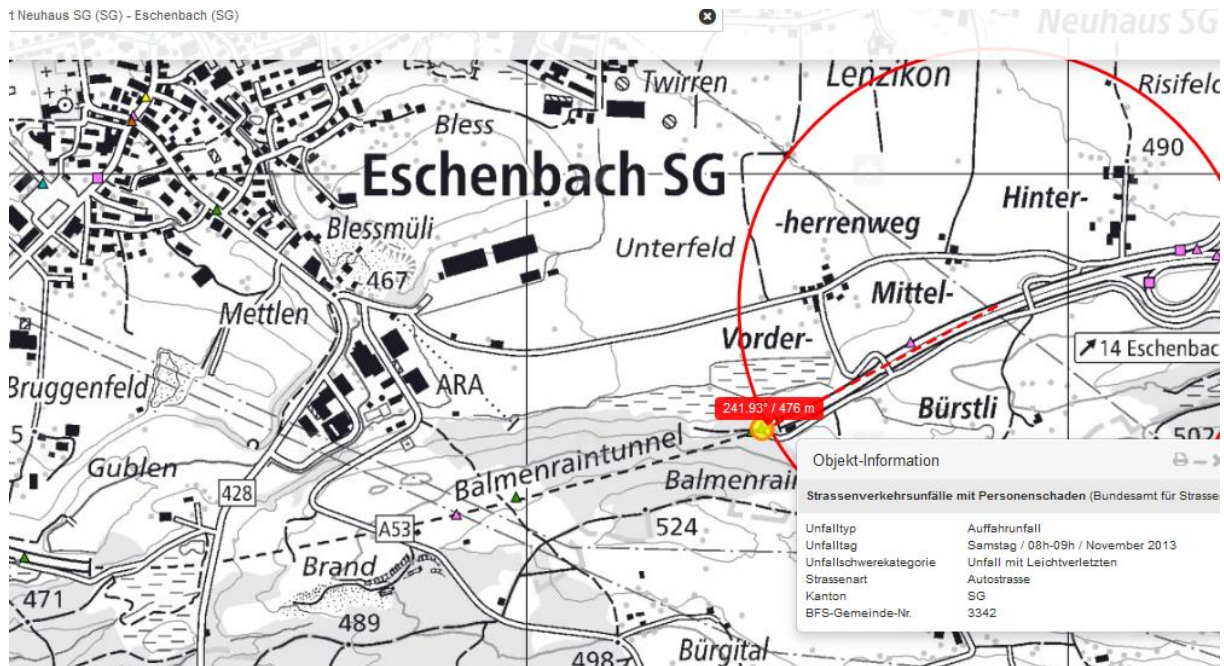 t Neuhaus SG (SG) - Eschenbach (SG)
Neuhaus SG
Twirren
Lenzikon
Risifeld
Bless
490
Eschenbach SG
Hinter-
-herrenweg
Blessmüli
Unterfeld
467
Mittel-
Mettlen
Vorder-
14 Eschenbac
Bruggenfeld
ARA
241.93° / 476 m
Bürstli
5
502
Gublen
Balmenraintunnel
Balmenrai
428
Objekt-Information
Strassenverkehrsunfälle mit Personenschaden (Bundesamt für Strasse
A53
524
Unfalltyp Auffahrunfall
Unfalltag Samstag / 08h-09h / November 2013
Unfallschwerekategorie Unfall mit Leichtverletzten
Strassenart Autostrasse
Kanton SG
BFS-Gemeinde-Nr. 3342
Brand
471
489
498
Bürgital